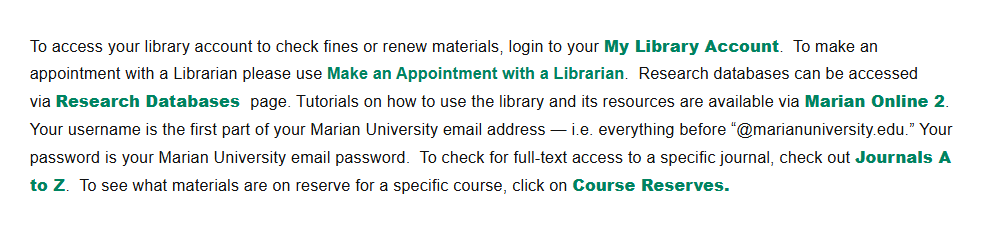 To access your library account to check fines or renew materials, login to your My Library Account.  To make an
appointment with a Librarian please use Make an Appointment with a Librarian.  Research databases can be accessed
via Research Databases  page. Tutorials on how to use the library and its resources are available via Marian Online 2.
Your username is the first part of your Marian University email address — i.e. everything before “@marianuniversity.edu.” Your
password is your Marian University email password.  To check for full-text access to a specific journal, check out Journals A
to Z.  To see what materials are on reserve for a specific course, click on Course Reserves.